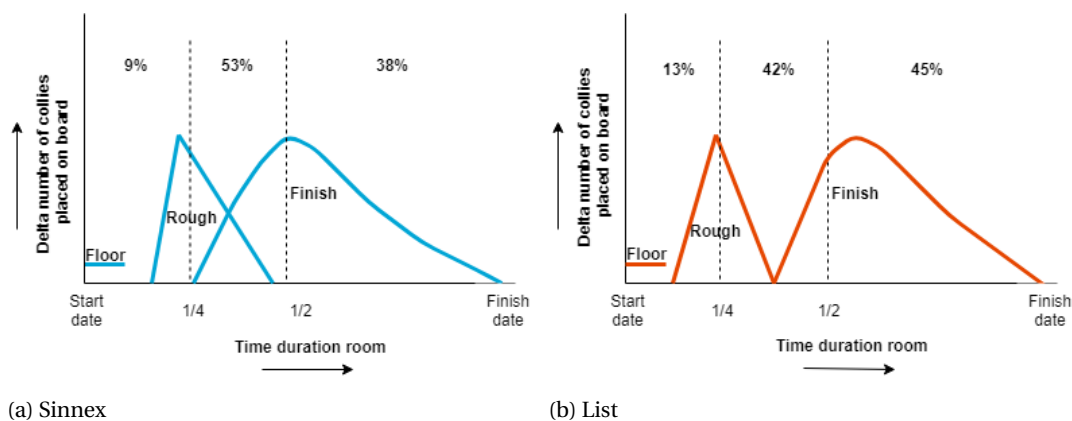 9%
53%
38%
Delta number of collies
placed on board
Rough
Finish
Floor
Start
date
1/4
1/2
Finish
date
Time duration room
(a) Sinnex
13%
42%
45%
Delta number of collies
placed on board
Finish
Rough
Floor
Start
date
1/4
1/2
Finish
date
Time duration room
(b) List